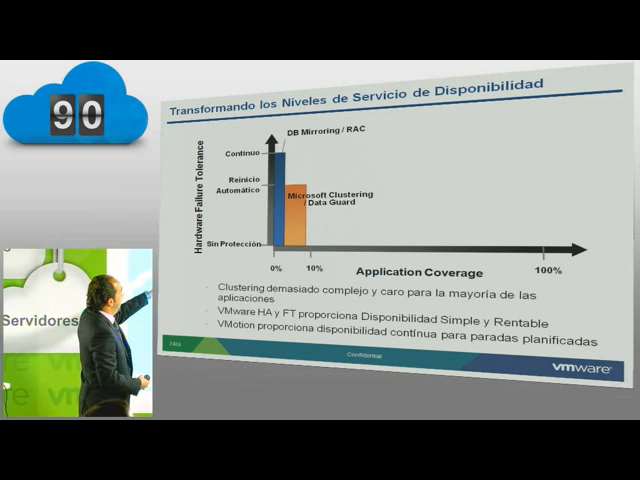 90
Transformando los Niveles de Servicio de Disponibilidad
DB Mirroring / RAC
Hardware Failure Tolerance
Contínuo
Reinicio
Automático
Microsoft Clustering
/ Data Guard
Sin Protección
0%
10%
Application Coverage
100%
Clustering demasiado complejo y caro para la mayoría de las
aplicaciones
VMware HA y FT proporciona Disponibilidad Simple y Rentable
VMotion proporciona disponibilidad contínua para paradas planificadas
Confidential
vmware
Servidores